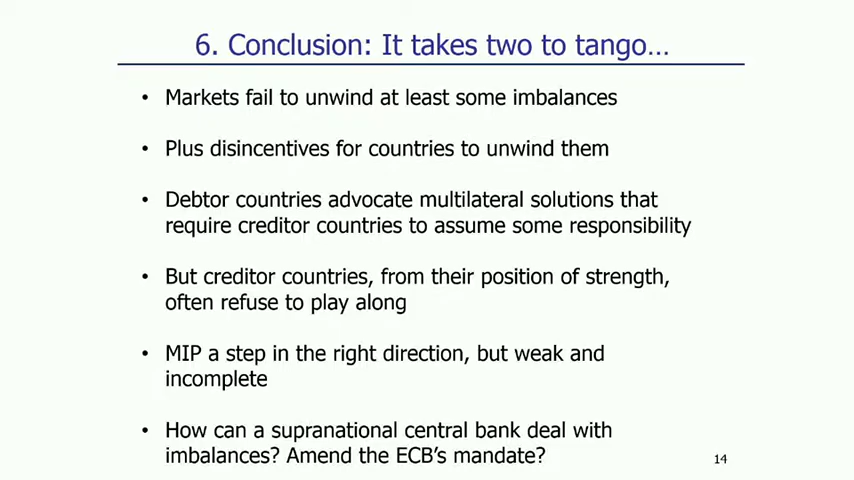 6. Conclusion: It takes two to tango…
• Markets fail to unwind at least some imbalances
• Plus disincentives for countries to unwind them
• Debtor countries advocate multilateral solutions that
require creditor countries to assume some responsibility
• But creditor countries, from their position of strength,
often refuse to play along
• MIP a step in the right direction, but weak and
incomplete
• How can a supranational central bank deal with
imbalances? Amend the ECB’s mandate?
14